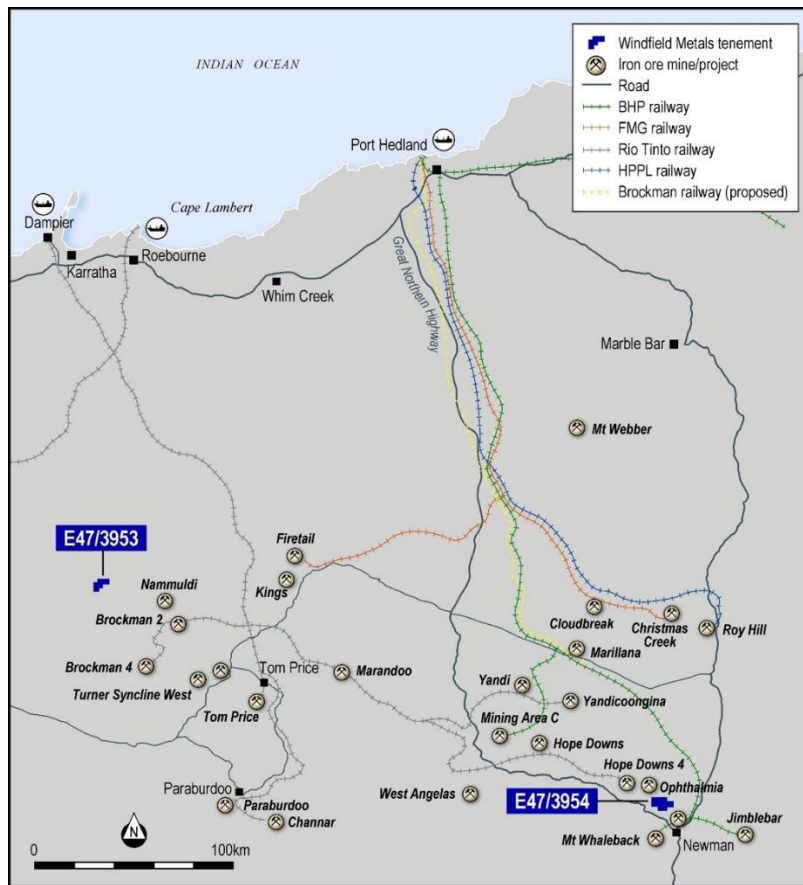 INDIAN OCEAN
Windfield Metals tenement
Iron ore mine/project
Road
BHP railway
FMG railway
Rio Tinto railway
HPPL railway
Brockman railway (proposed)
Port Hedland
Cape Lambert
Dampier
Karratha
Roebourne
Whim Creek
Great Northern Highway
Marble Bar
Mt Webber
E47/3953
Firetail
Nammuldi
Kings
Brockman 2
Cloudbreak
Christmas
Creek
Roy Hill
Marillana
Brockman 4
Tom Price
Marandoo
Turner Syncline West
Yandi
Yandicoongina
Tom Price
Mining Area C
Hope Downs
Hope Downs 4
Paraburdoo
Ophthalmia
West Angelas
E47/3954
Paraburdoo
Channar
Jimblebar
Mt Whaleback
Newman
N
0
100km